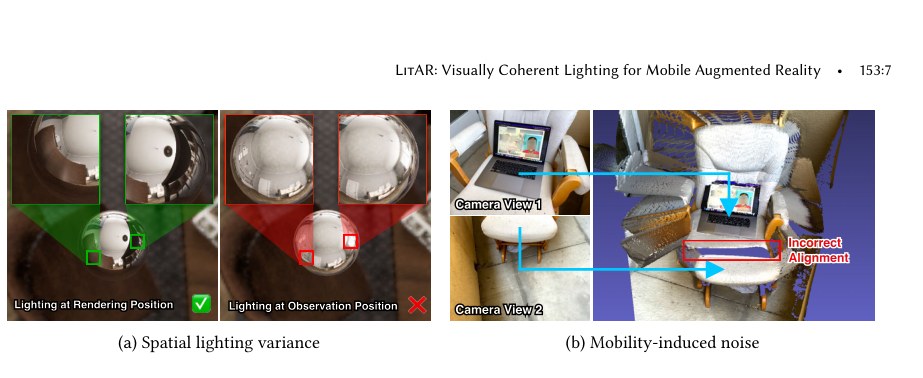 LITAR: Visually Coherent Lighting for Mobile Augmented Reality • 153:7
Lighting at Rendering Position
Lighting at Observation Position
Camera View 1
Camera View 2
Incorrect
Alignment
(a) Spatial lighting variance
(b) Mobility-induced noise